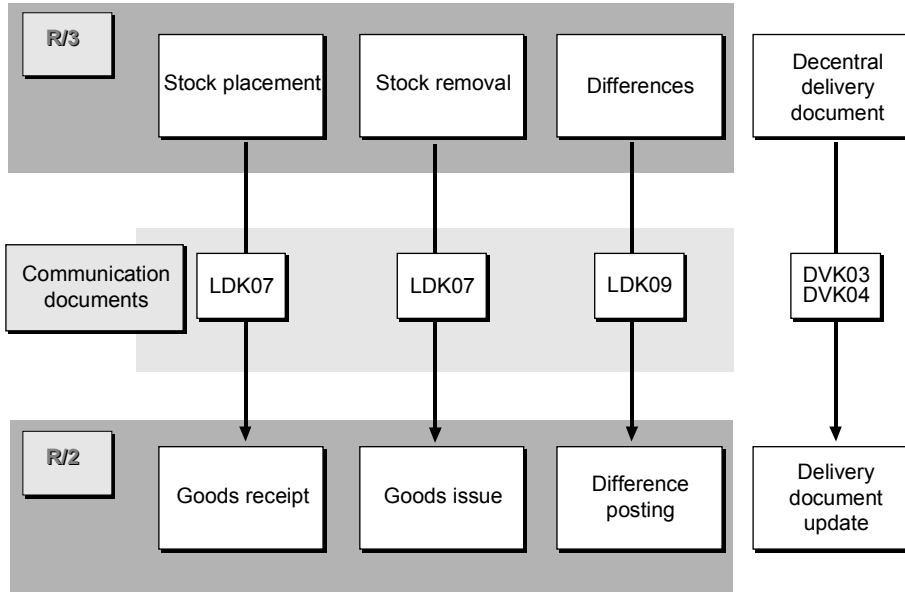 R/3
Stock placement
Stock removal
Differences
Decentral
delivery
document
Communication
documents
LDK07
LDK07
LDK09
DVK03
DVK04
R/2
Goods receipt
Goods issue
Difference
posting
Delivery
document
update